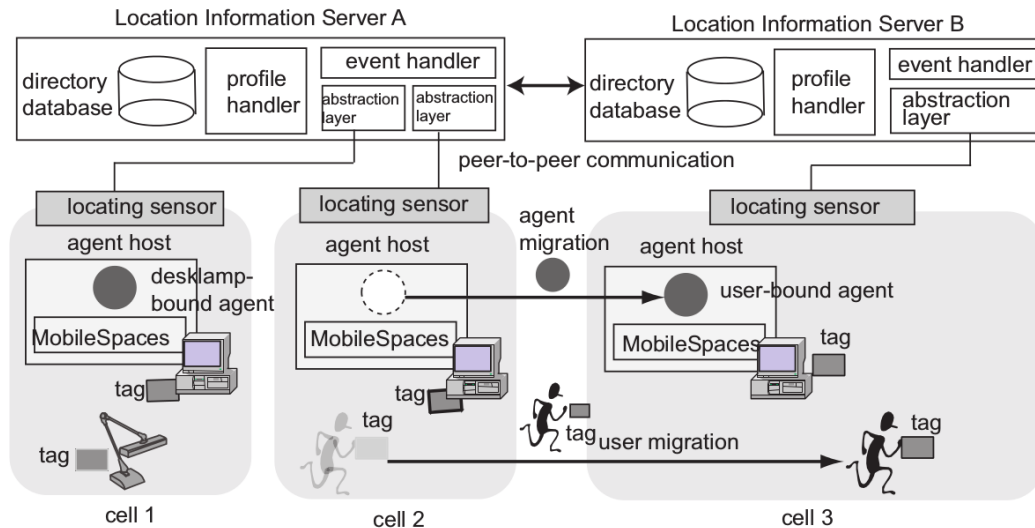 Location Information Server A
Location Information Server B
directory
database
profile
handler
event handler
abstraction
layer
abstraction
layer
directory
database
profile
handler
event handler
abstraction
layer
peer-to-peer communication
locating sensor
locating sensor
locating sensor
agent host
desklamp-
bound agent
MobileSpaces
tag
tag
cell 1
agent host
MobileSpaces
tag
tag
cell 2
agent
migration
tag
user migration
agent host
user-bound agent
MobileSpaces
tag
tag
cell 3